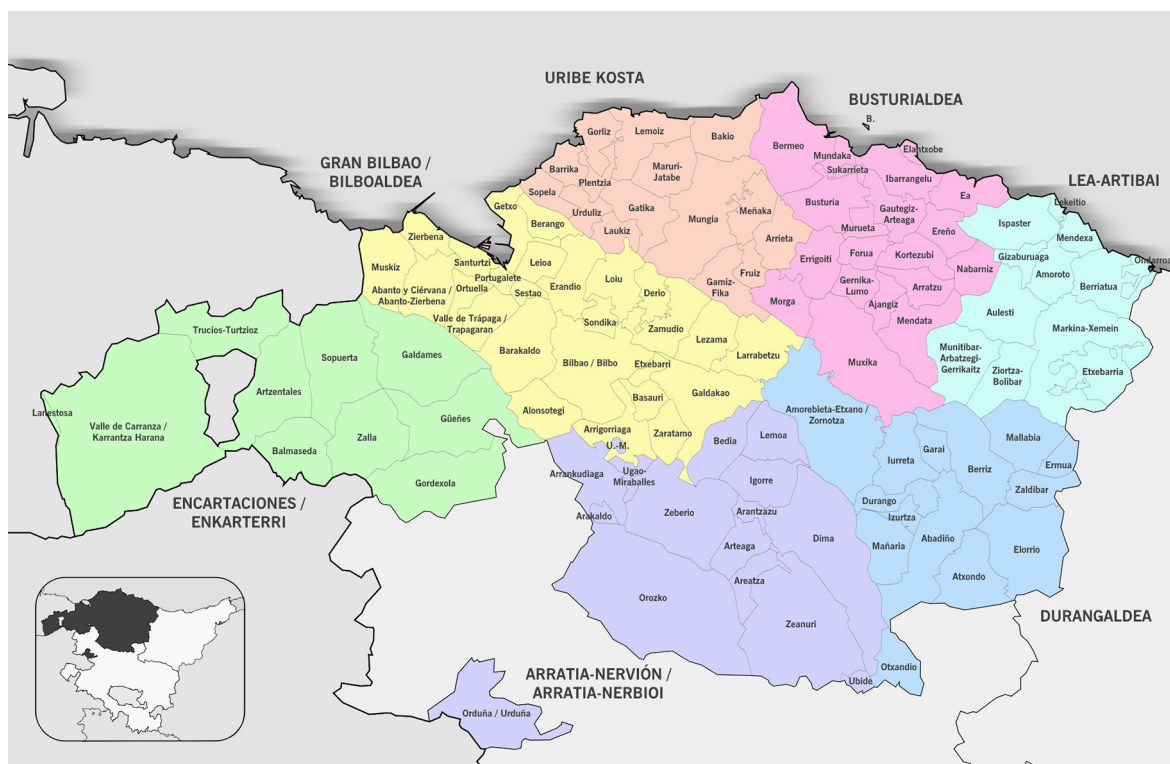 URIBE KOSTA
BUSTURIALDEA
B.
GRAN BILBAO /
BILBOALDEA
LEA-ARTIBAI
Gorliz
Lemoiz
Bakio
Barrika
Plentzia
Maruri-
Jatabe
Sopela
Urduliz
Gatika
Laukiz
Mungia
Meñaka
Arrieta
Fruiz
Gamiz-
Fika
Bermeo
Mundaka
Sukarrieta
Elantxobe
Ibarrangelu
Ea
Busturia
Gautegiz-
Arteaga
Murueta
Ereño
Errigoiti
Forua
Kortezubi
Nabarniz
Gernika-
Lumo
Arratzu
Morga
Ajangiz
Mendata
Muxika
Lekeitio
Ispaster
Mendexa
Gizaburuaga
Amoroto
Ondarroa
Berriatua
Aulesti
Markina-Xemein
Munitibar-
Arbatzegi-
Gerrikaitz
Ziortza-
Bolibar
Etxebarria
Getxo
Berango
Zierbena
Leioa
Santurtzi
Muskiz
Portugalete
Abanto y Ciérvana /
Abanto-Zierbena
Ortuella
Sestao
Erandio
Loiu
Derio
Valle de Trápaga /
Trapagaran
Sondika
Zamudio
Lezama
Larrabetzu
Barakaldo
Bilbao / Bilbo
Etxebarri
Galdakao
Basauri
Alonsotegi
Arrigorriaga
Zaratamo
Trucíos-Turtzioz
Sopuerta
Galdames
Artzentales
Lanestosa
Valle de Carranza /
Karrantza Harana
Güeñes
Zalla
Balmaseda
Gordexola
ENCARTACIONES /
ENKARTERRI
U.-M.
Arrankudiaga
Ugao-
Miraballes
Bedia
Lemoa
Igorre
Arakaldo
Zeberio
Arantzazu
Arteaga
Dima
Areatza
Orozko
Zeanuri
Ubide
Orduña / Urduña
ARRATIA-NERVIÓN /
ARRATIA-NERBIOI
Amorebieta-Etxano /
Zornotza
Iurreta
Garai
Mallabia
Berriz
Ermua
Zaldibar
Durango
Izurtza
Mañaria
Abadiño
Elorrio
Atxondo
Otxandio
DURANGALDEA